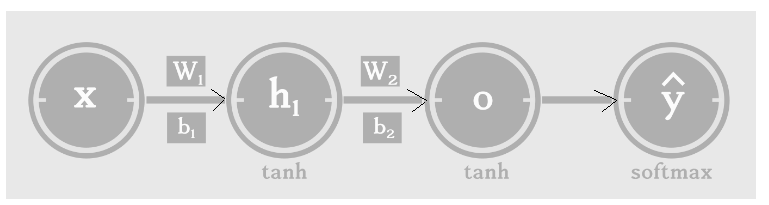 x
W₁
b₁
h₁
tanh
W₂
b₂
o
tanh
ŷ
softmax